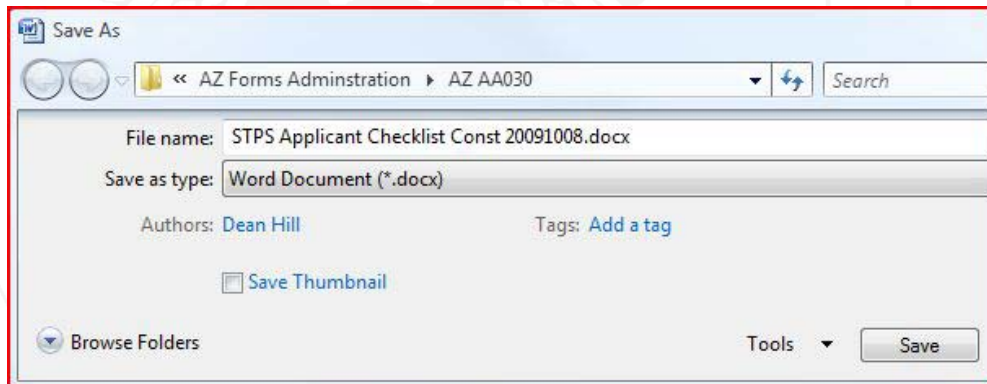 Save As
« AZ Forms Adminstration ▸ AZ AA030 Search
File name: STPS Applicant Checklist Const 20091008.docx
Save as type: Word Document (*.docx)
Authors: Dean Hill Tags: Add a tag
Save Thumbnail
Browse Folders Tools Save